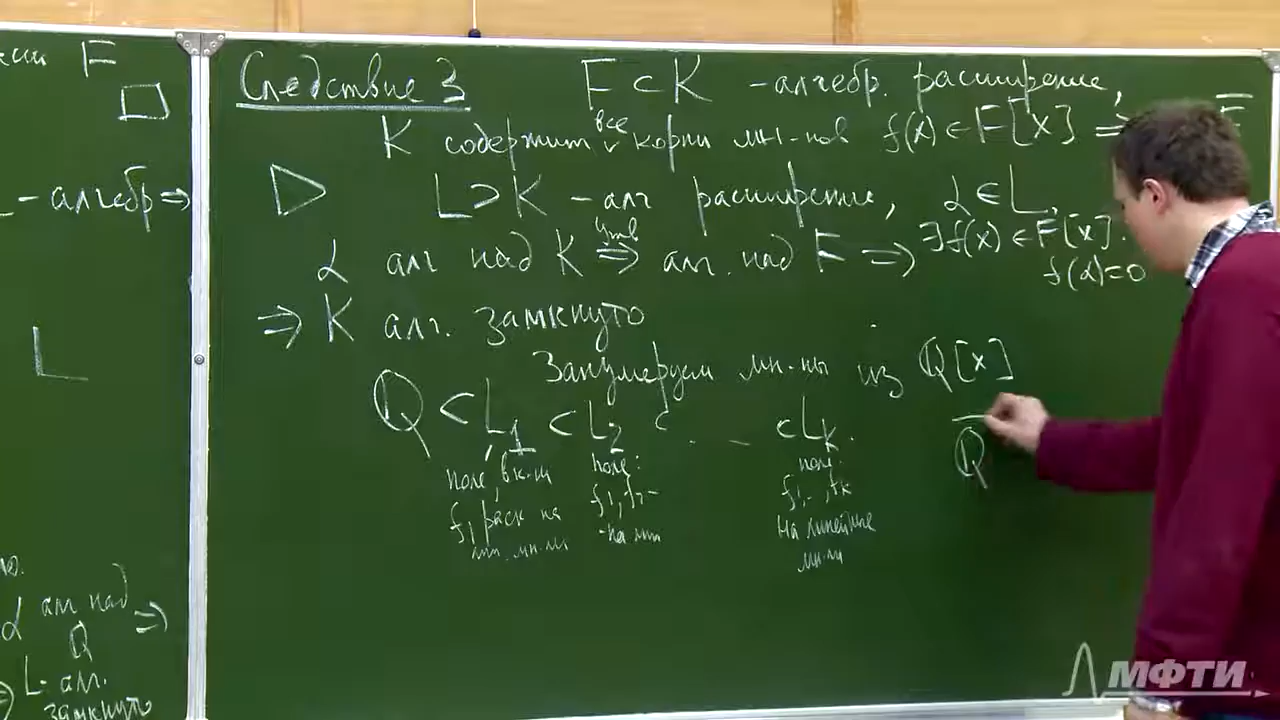 F
- алгебр ⇒
L
α алг над ⇒
Q
L алг.
замкнуто
Следствие 3 F ⊂ K - алгебр. расширение,
K содержит все корни мн-нов f(x) ∈ F[x] ⇒
▷ L ⊃ K - алг расширение, α ∈ L,
α алг над K ⇒ алг. над F ⇒ ∃f(x) ∈ F[x].
f(α)=0
⇒ K алг. замкнуто
Занумеруем мн-ны из Q[x]
Q ⊂ L₁ ⊂ L₂ ⊂ . . . ⊂ Lₖ.
поле, в к-м
f₁ раск на
лин. мн-ли
поле:
f₁, f₂ -
на лин
поле:
f₁, .., fₖ
на линейные
мн-ли
Q̅
МФТИ